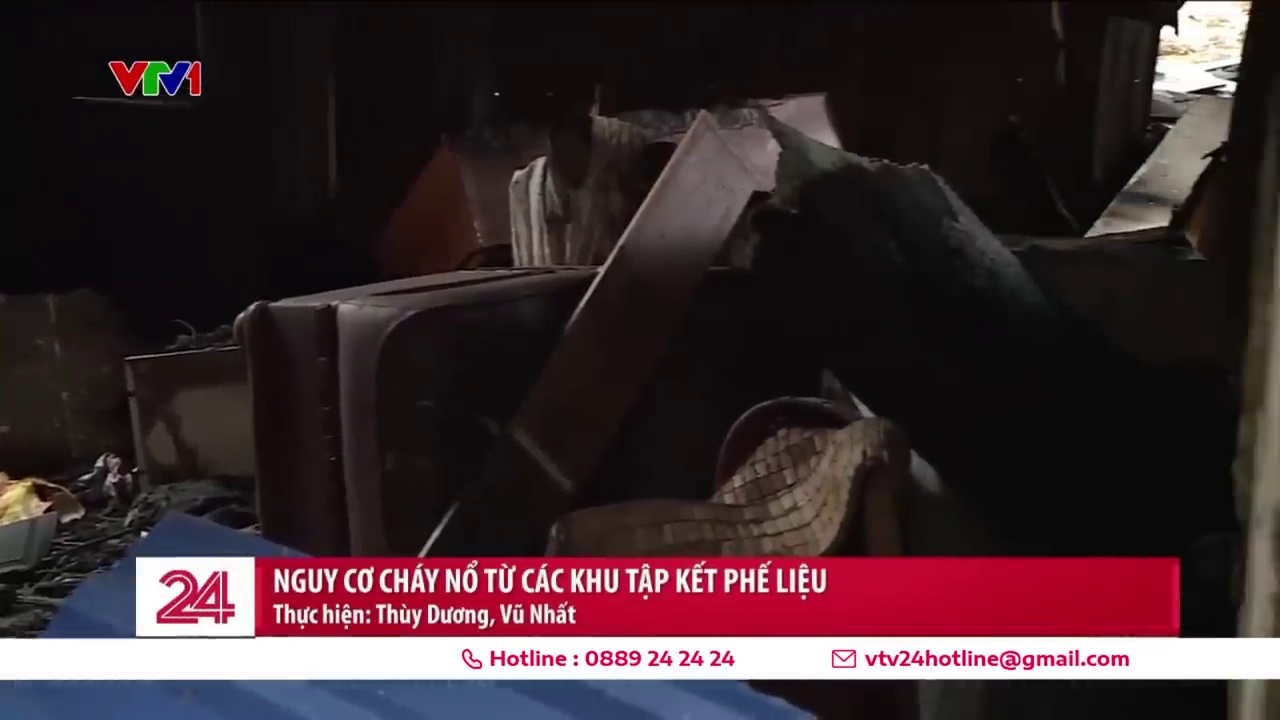 VTV1
24
NGUY CƠ CHÁY NỔ TỪ CÁC KHU TẬP KẾT PHẾ LIỆU
Thực hiện: Thùy Dương, Vũ Nhất
Hotline : 0889 24 24 24
vtv24hotline@gmail.com